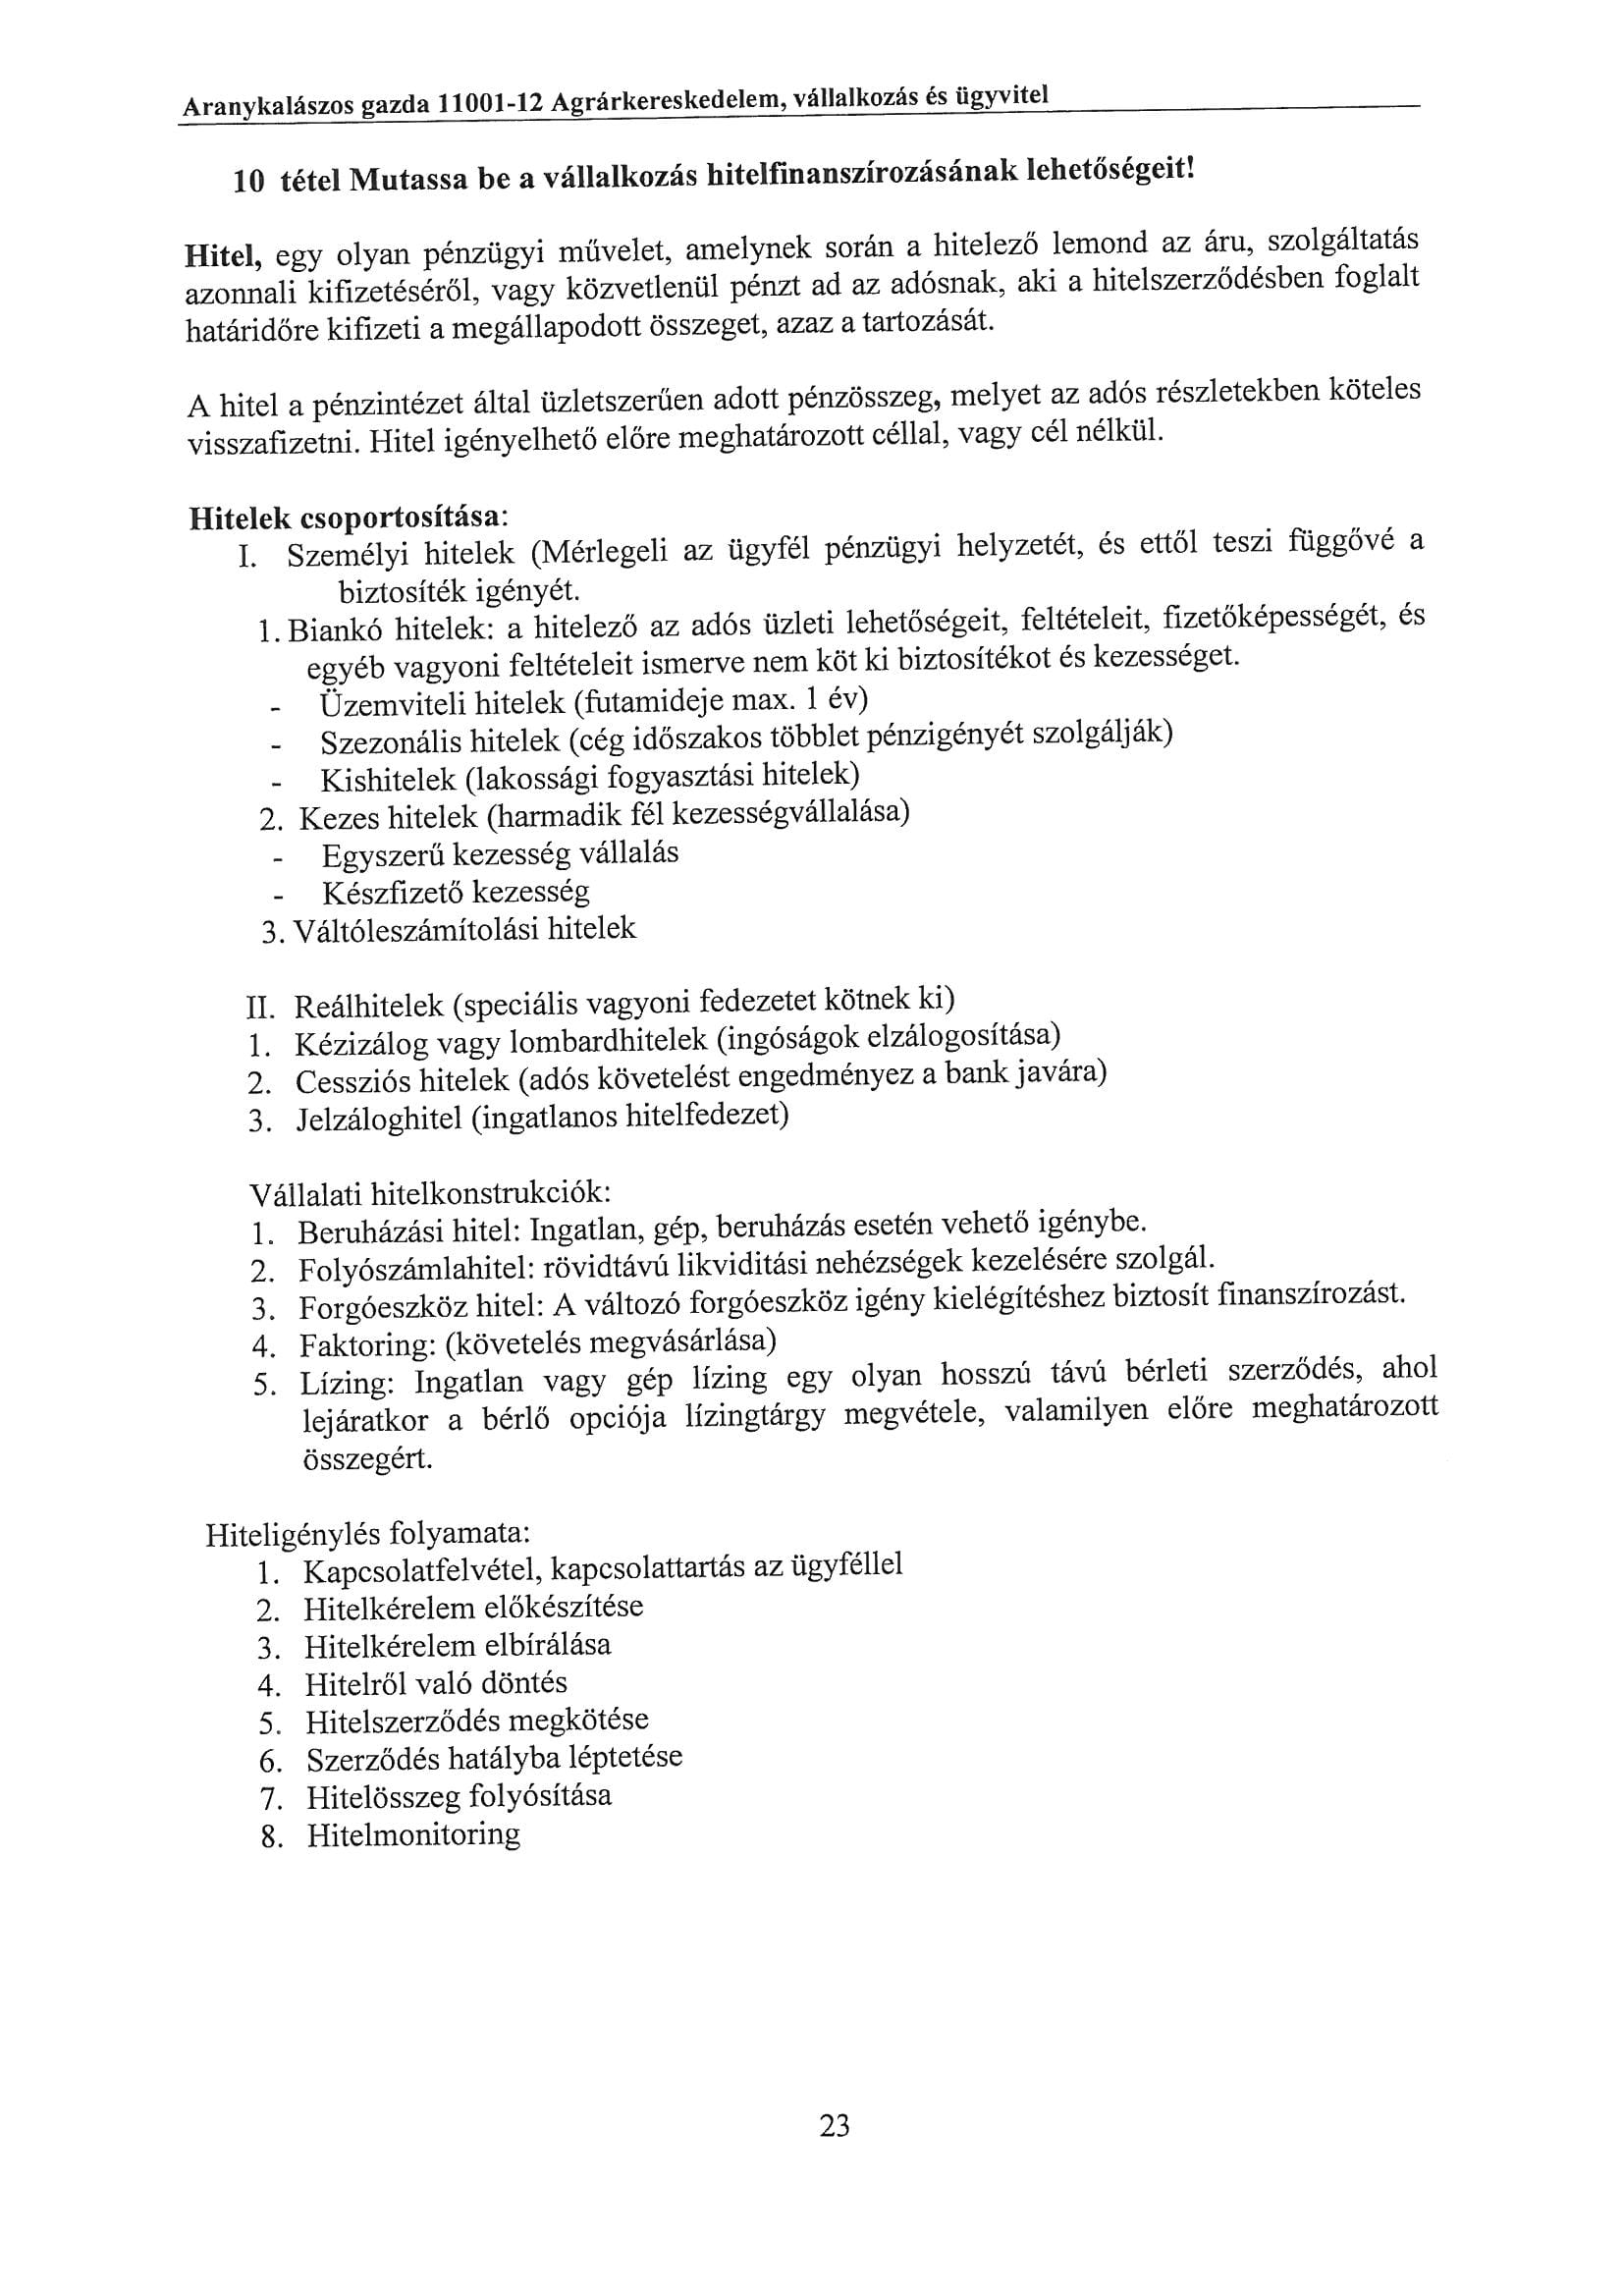 Aranykalászos gazda 11001-12 Agrárkereskedelem, vállalkozás és ügyvitel
10 tétel Mutassa be a vállalkozás hitelfinanszírozásának lehetőségeit!
Hitel, egy olyan pénzügyi művelet, amelynek során a hitelező lemond az áru, szolgáltatás
azonnali kifizetéséről, vagy közvetlenül pénzt ad az adósnak, aki a hitelszerződésben foglalt
határidőre kifizeti a megállapodott összeget, azaz a tartozását.
A hitel a pénzintézet által üzletszerűen adott pénzösszeg, melyet az adós részletekben köteles
visszafizetni. Hitel igényelhető előre meghatározott céllal, vagy cél nélkül.
Hitelek csoportosítása:
I. Személyi hitelek (Mérlegeli az ügyfél pénzügyi helyzetét, és ettől teszi függővé a
biztosíték igényét.
1. Biankó hitelek: a hitelező az adós üzleti lehetőségeit, feltételeit, fizetőképességét, és
egyéb vagyoni feltételeit ismerve nem köt ki biztosítékot és kezességet.
- Üzemviteli hitelek (futamideje max. 1 év)
- Szezonális hitelek (cég időszakos többlet pénzigényét szolgálják)
- Kishitelek (lakossági fogyasztási hitelek)
2. Kezes hitelek (harmadik fél kezességvállalása)
- Egyszerű kezesség vállalás
- Készfizető kezesség
3. Váltóleszámítolási hitelek
II. Reálhitelek (speciális vagyoni fedezetet kötnek ki)
1. Kézizálog vagy lombardhitelek (ingóságok elzálogosítása)
2. Cessziós hitelek (adós követelést engedményez a bank javára)
3. Jelzáloghitel (ingatlanos hitelfedezet)
Vállalati hitelkonstrukciók:
1. Beruházási hitel: Ingatlan, gép, beruházás esetén vehető igénybe.
2. Folyószámlahitel: rövidtávú likviditási nehézségek kezelésére szolgál.
3. Forgóeszköz hitel: A változó forgóeszköz igény kielégítéshez biztosít finanszírozást.
4. Faktoring: (követelés megvásárlása)
5. Lízing: Ingatlan vagy gép lízing egy olyan hosszú távú bérleti szerződés, ahol
lejáratkor a bérlő opciója lízingtárgy megvétele, valamilyen előre meghatározott
összegért.
Hiteligénylés folyamata:
1. Kapcsolatfelvétel, kapcsolattartás az ügyféllel
2. Hitelkérelem előkészítése
3. Hitelkérelem elbírálása
4. Hitelről való döntés
5. Hitelszerződés megkötése
6. Szerződés hatályba léptetése
7. Hitelösszeg folyósítása
8. Hitelmonitoring
23